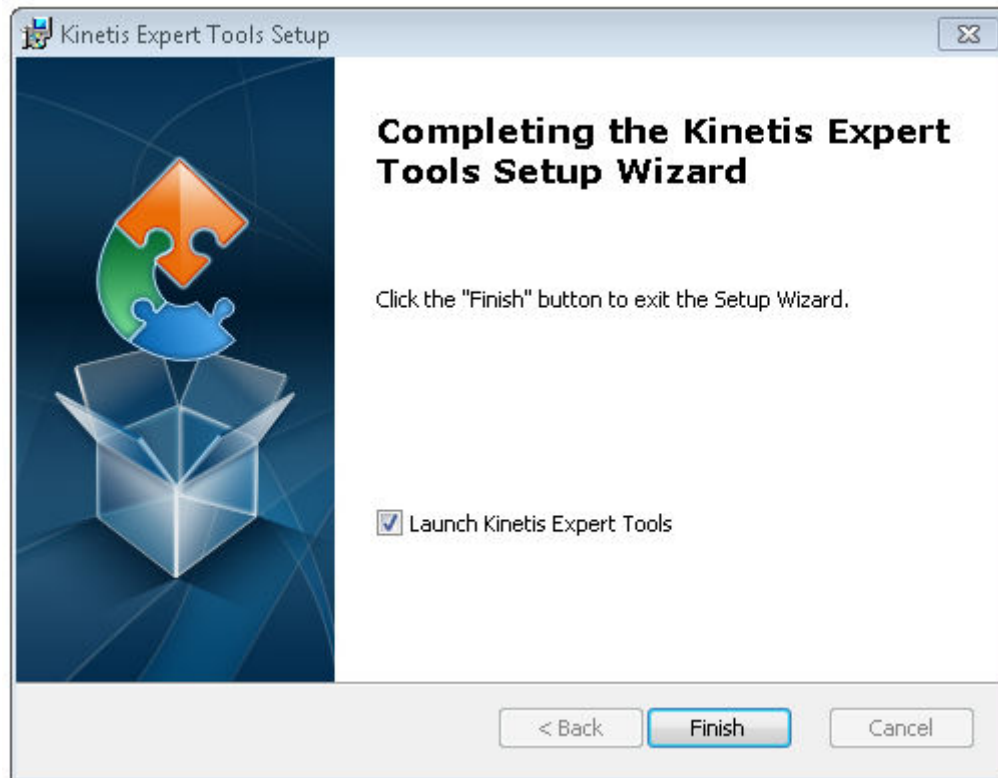 Kinetis Expert Tools Setup
Completing the Kinetis Expert
Tools Setup Wizard
Click the "Finish" button to exit the Setup Wizard.
Launch Kinetis Expert Tools
< Back
Finish
Cancel